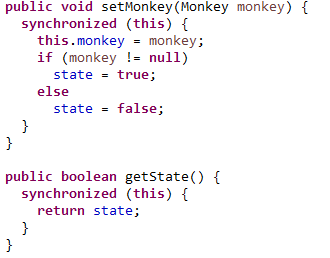 public void setMonkey(Monkey monkey) {
  synchronized (this) {
    this.monkey = monkey;
    if (monkey != null)
      state = true;
    else
      state = false;
  }
}

public boolean getState() {
  synchronized (this) {
    return state;
  }
}